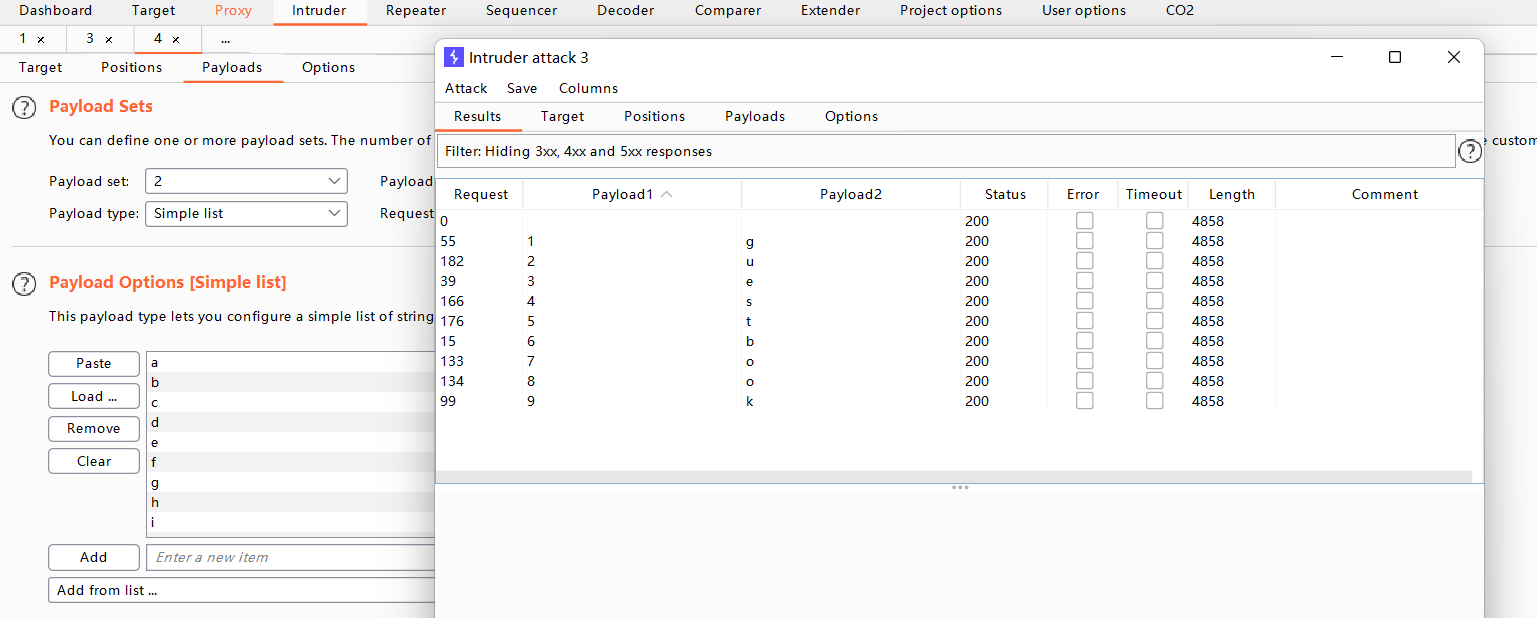 Dashboard Target Proxy Intruder Repeater Sequencer Decoder Comparer Extender Project options User options CO2
1 × 3 × 4 × ...
Target Positions Payloads Options
Payload Sets
You can define one or more payload sets. The number of
custom
Payload set: 2 Payload
Payload type: Simple list Request
Payload Options [Simple list]
This payload type lets you configure a simple list of string
Paste
Load ...
Remove
Clear
a
b
c
d
e
f
g
h
i
Add Enter a new item
Add from list ...
Intruder attack 3
Attack Save Columns
Results Target Positions Payloads Options
Filter: Hiding 3xx, 4xx and 5xx responses
Request Payload1 Payload2 Status Error Timeout Length Comment
0 200 4858
55 1 g 200 4858
182 2 u 200 4858
39 3 e 200 4858
166 4 s 200 4858
176 5 t 200 4858
15 6 b 200 4858
133 7 o 200 4858
134 8 o 200 4858
99 9 k 200 4858